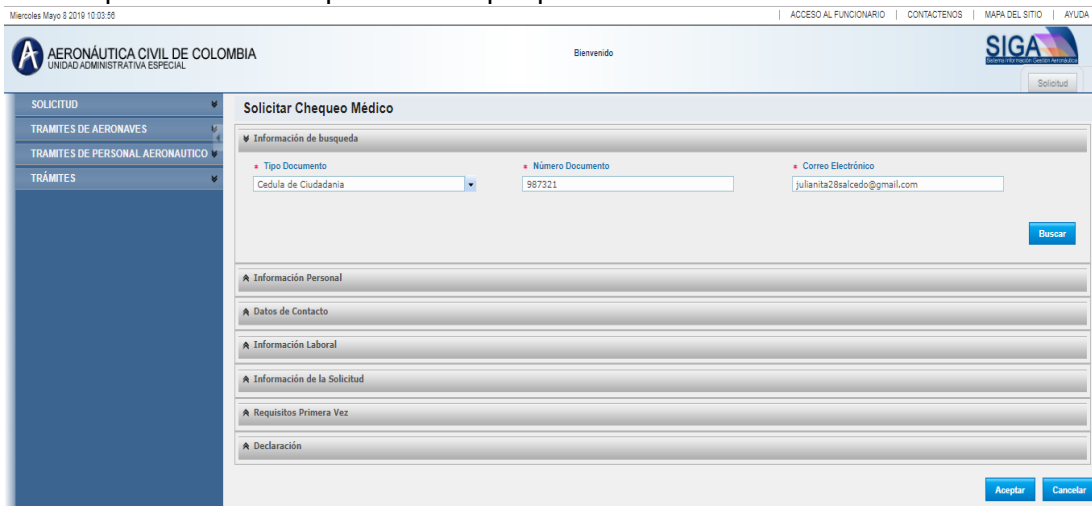 Miercoles Mayo 8 2019 10:03:56
ACCESO AL FUNCIONARIO | CONTACTENOS | MAPA DEL SITIO | AYUDA
AERONÁUTICA CIVIL DE COLOMBIA
UNIDAD ADMINISTRATIVA ESPECIAL
Bienvenido
SIGA
Solicitud
SOLICITUD
TRAMITES DE AERONAVES
TRAMITES DE PERSONAL AERONAUTICO
TRÁMITES
Solicitar Chequeo Médico
Información de busqueda
* Tipo Documento
Cedula de Ciudadania
* Número Documento
987321
* Correo Electrónico
julianita28salcedo@gmail.com
Buscar
Información Personal
Datos de Contacto
Información Laboral
Información de la Solicitud
Requisitos Primera Vez
Declaración
Aceptar
Cancelar